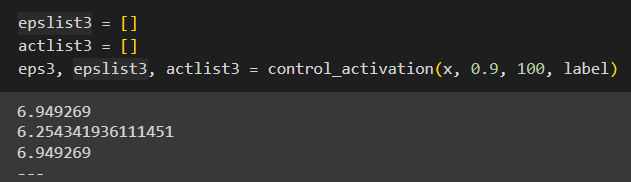 epslist3 = []
actlist3 = []
eps3, epslist3, actlist3 = control_activation(x, 0.9, 100, label)
6.949269
6.254341936111451
6.949269
---